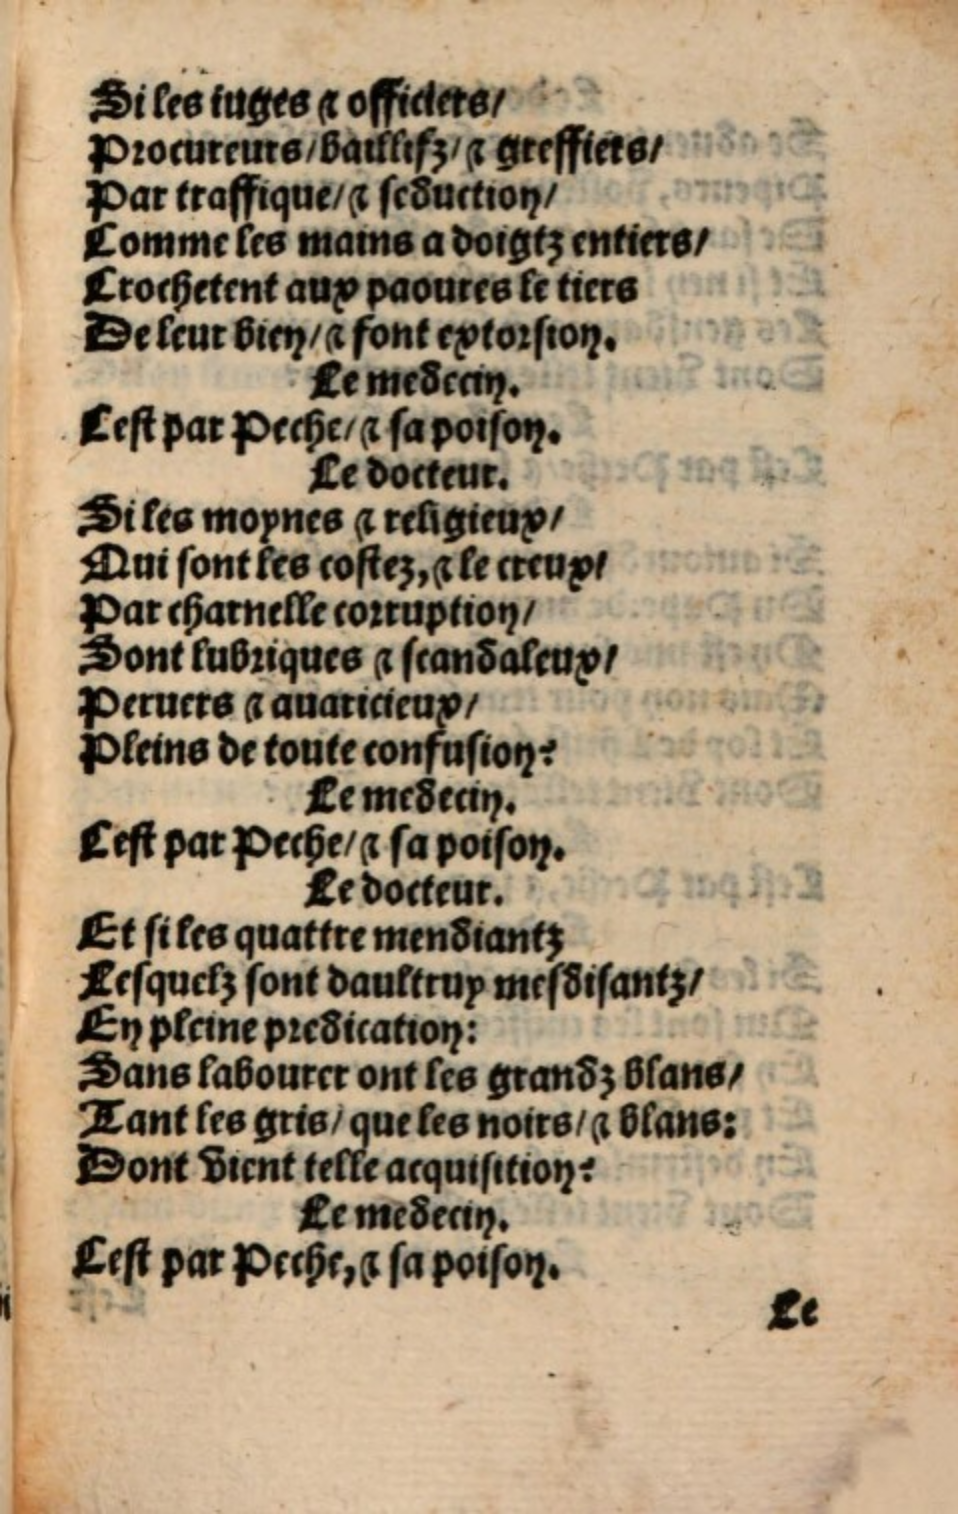 Si les iuges & officiers/
Procureurs/baillifz/& greffiers/
Par traffique/& seduction/
Comme les mains a doigtz entiers/
Crochetent aux paoures le tiers
De leur bien/& font extorsion.
Le medecin.
Cest par Peche/& sa poison.
Le docteur.
Si les moynes & religieux/
Qui sont les costez,& le creux/
Par charnelle corruption/
Sont lubriques & scandaleux/
Peruers & auaricieux/
Pleins de toute confusion?
Le medecin.
Cest par Peche/& sa poison.
Le docteur.
Et si les quattre mendiantz
Lesquelz sont daultruy mesdisantz/
En pleine predication:
Sans labourer ont les grandz blans/
Tant les gris/que les noirs/& blans:
Dont vient telle acquisition?
Le medecin.
Cest par Peche,& sa poison.
Le